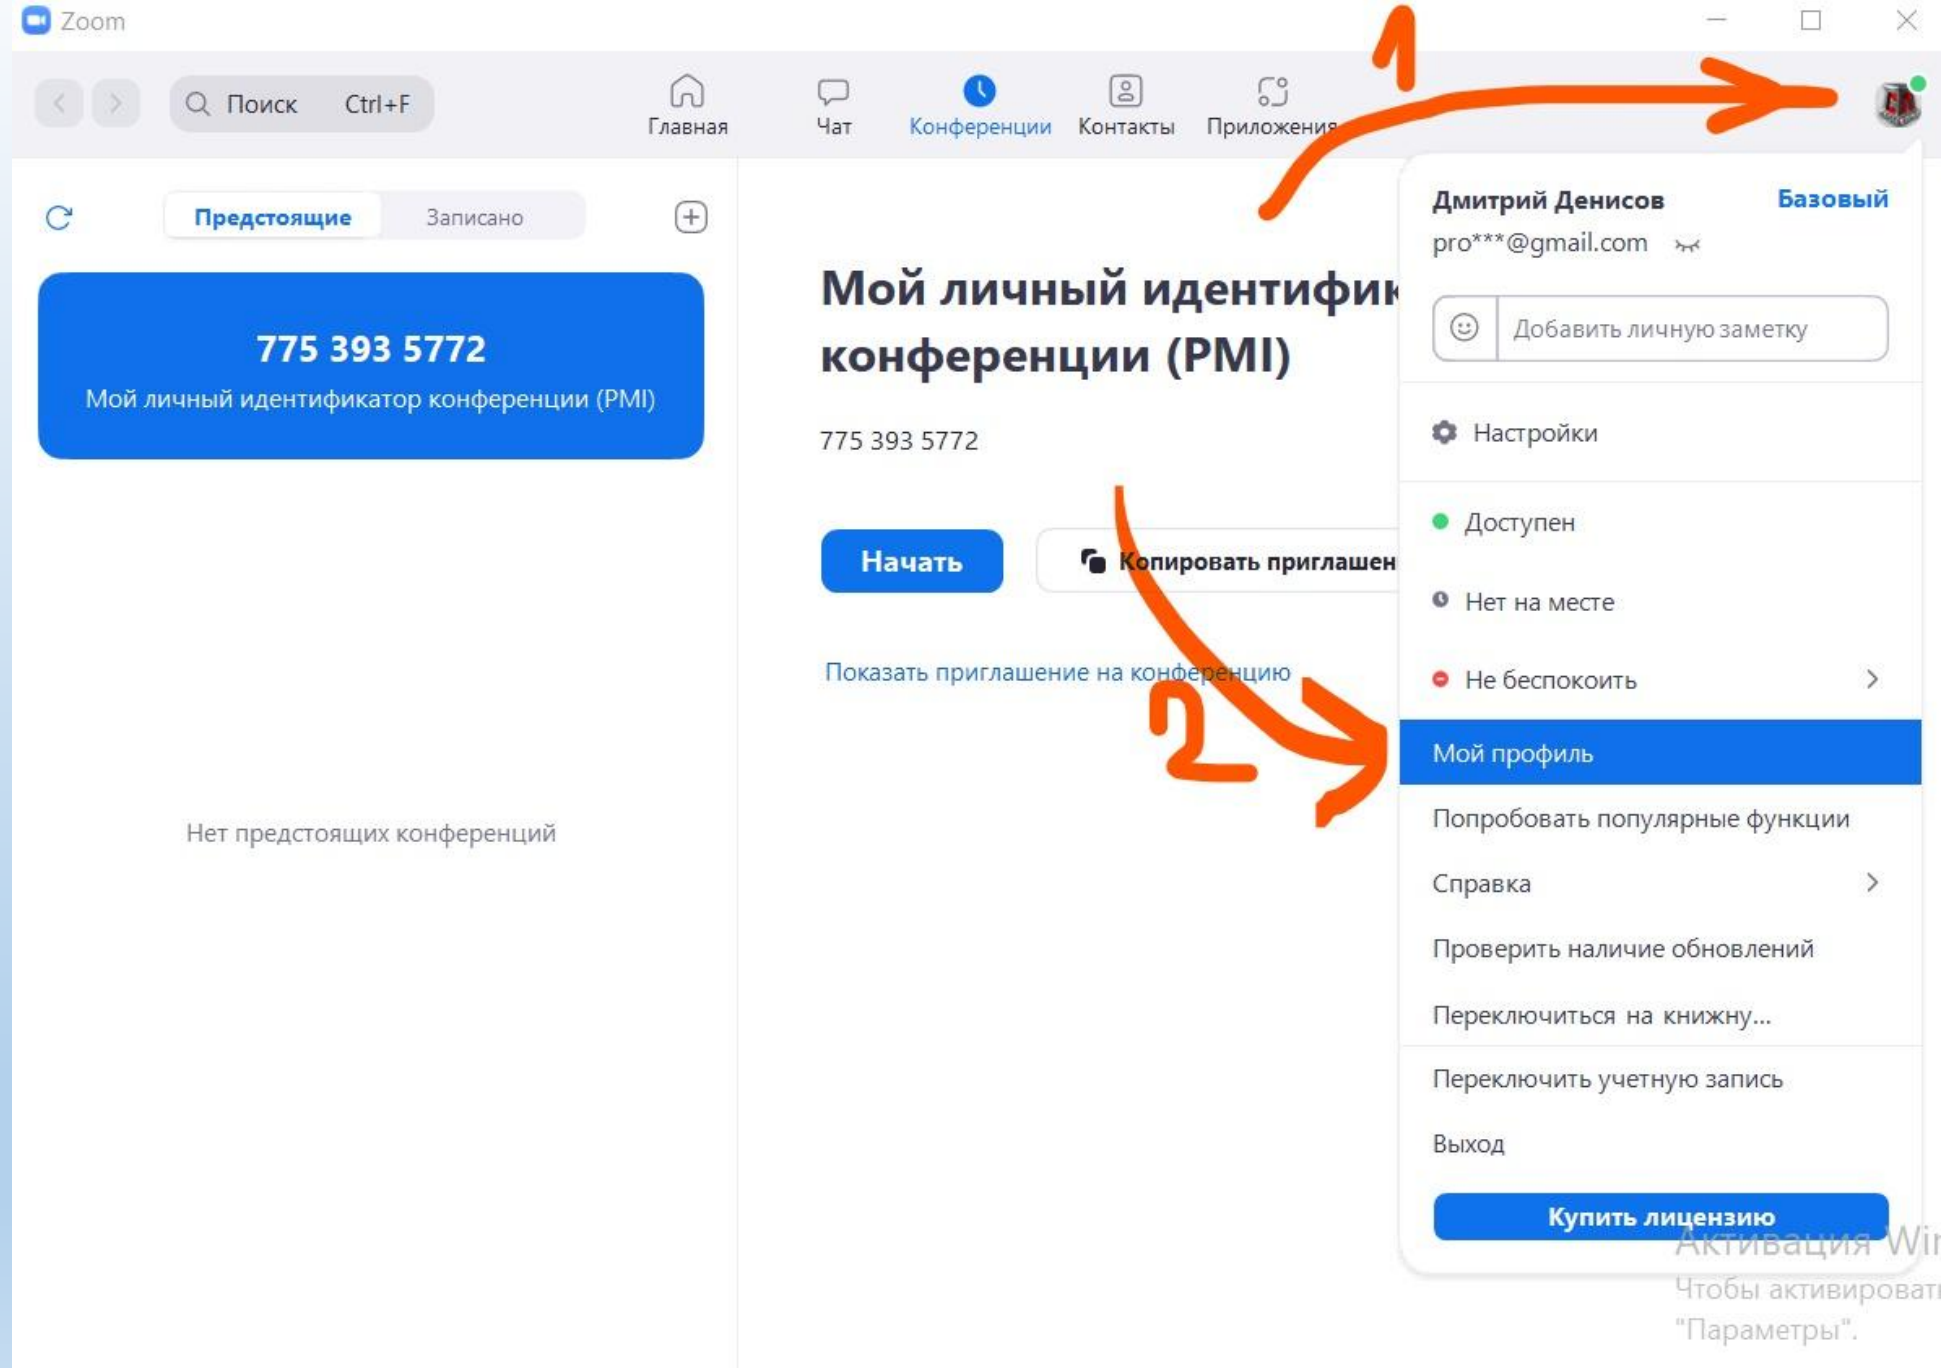 Zoom
1
Поиск Ctrl+F
Главная
Чат
Конференции
Контакты
Приложения
Предстоящие
Записано
775 393 5772
Мой личный идентификатор конференции (PMI)
Нет предстоящих конференций
Мой личный идентифик
конференции (PMI)
775 393 5772
Начать
Копировать приглашен
Показать приглашение на конференцию
2
Дмитрий Денисов Базовый
pro***@gmail.com
Добавить личную заметку
Настройки
Доступен
Нет на месте
Не беспокоить
Мой профиль
Попробовать популярные функции
Справка
Проверить наличие обновлений
Переключиться на книжну...
Переключить учетную запись
Выход
Купить лицензию
Активация Win
Чтобы активировать
"Параметры".